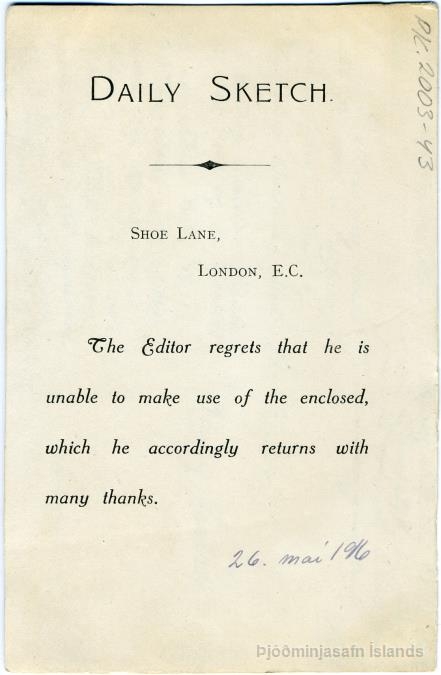 DAILY SKETCH.
SHOE LANE,
LONDON, E.C.
The Editor regrets that he is
unable to make use of the enclosed,
which he accordingly returns with
many thanks.
26. maí 1916
Þjóðminjasafn Íslands
PK. 2003-43